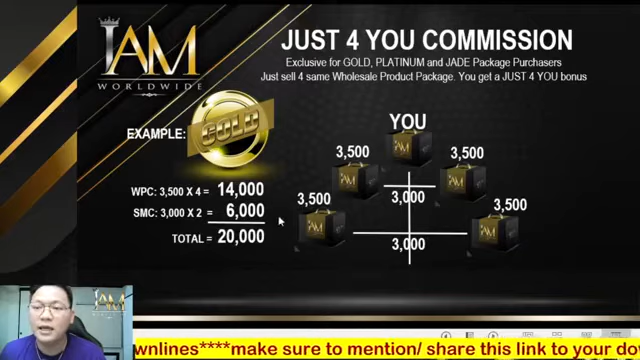 IAM
WORLDWIDE
JUST 4 YOU COMMISSION
Exclusive for GOLD, PLATINUM and JADE Package Purchasers
Just sell 4 same Wholesale Product Package. You get a JUST 4 YOU bonus
EXAMPLE:
GOLD
WPC: 3,500 X 4 = 14,000
SMC: 3,000 X 2 = 6,000
TOTAL = 20,000
YOU
3,500
3,500
3,000
3,500
3,500
3,000
wnlines****make sure to mention/ share this link to your do